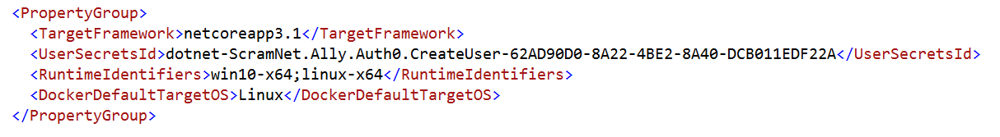 <PropertyGroup>
<TargetFramework>netcoreapp3.1</TargetFramework>
<UserSecretsId>dotnet-ScramNet.Ally.Auth0.CreateUser-62AD90D0-8A22-4BE2-8A40-DCB011EDF22A</UserSecretsId>
<RuntimeIdentifiers>win10-x64;linux-x64</RuntimeIdentifiers>
<DockerDefaultTargetOS>Linux</DockerDefaultTargetOS>
</PropertyGroup>